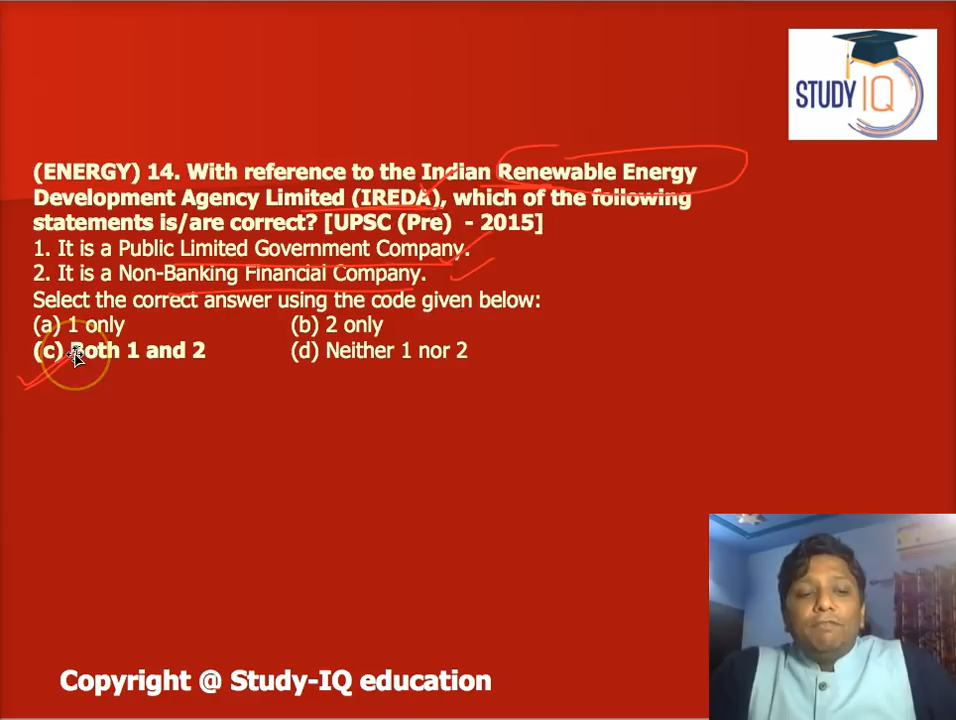 STUDY IQ
(ENERGY) 14. With reference to the Indian Renewable Energy
Development Agency Limited (IREDA), which of the following
statements is/are correct? [UPSC (Pre) - 2015]
1. It is a Public Limited Government Company.
2. It is a Non-Banking Financial Company.
Select the correct answer using the code given below:
(a) 1 only (b) 2 only
(c) Both 1 and 2 (d) Neither 1 nor 2
Copyright @ Study-IQ education